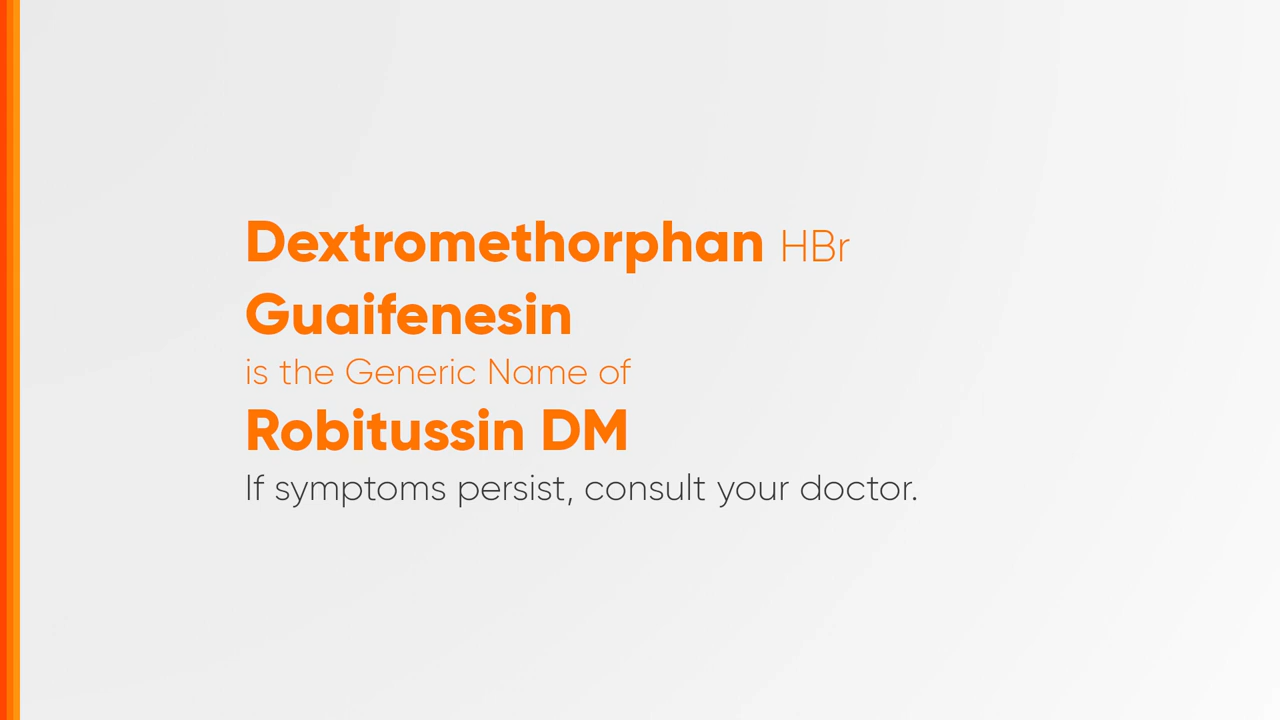 Dextromethorphan HBr
Guaifenesin
is the Generic Name of
Robitussin DM
If symptoms persist, consult your doctor.